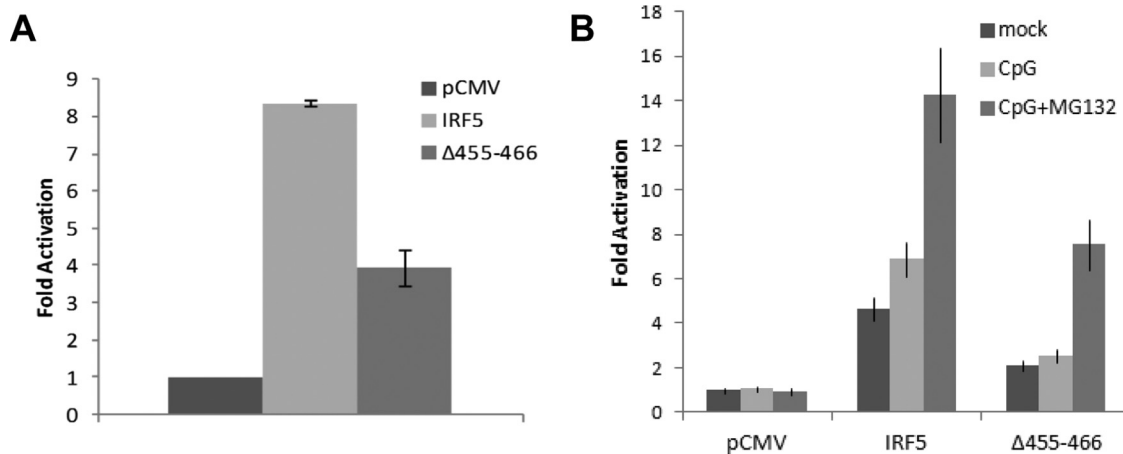 A
Fold Activation
9
8
7
6
5
4
3
2
1
0
pCMV
IRF5
Δ455-466
B
Fold Activation
18
16
14
12
10
8
6
4
2
0
mock
CpG
CpG+MG132
pCMV IRF5 Δ455-466